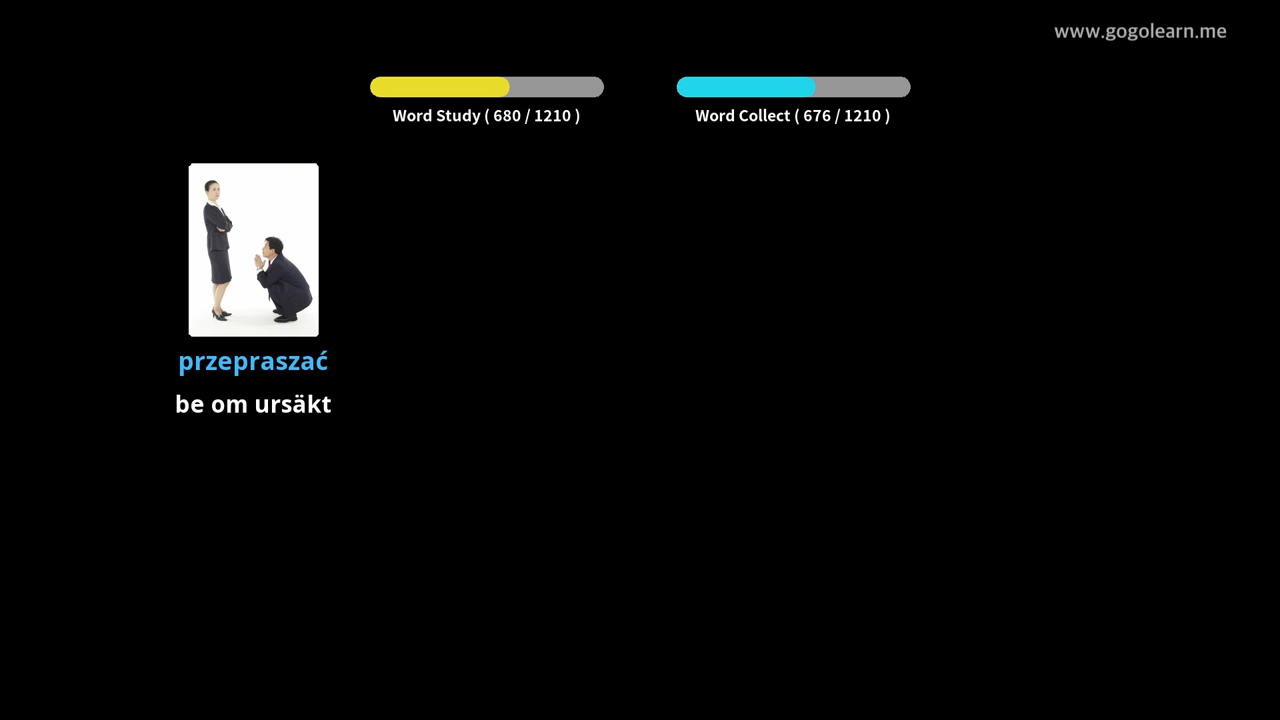 www.gogolearn.me
Word Study ( 680 / 1210 )
Word Collect ( 676 / 1210 )
przepraszać
be om ursäkt